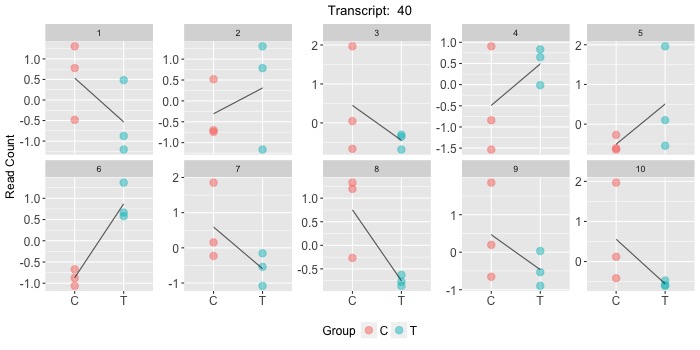 Transcript: 40
1 2 3 4 5
1.0 0.5 0.0 -0.5 -1.0
1.0 0.5 0.0 -0.5 -1.0
2 1 0
1.0 0.5 0.0 -0.5 -1.0 -1.5
2 1 0
Read Count
6 7 8 9 10
1.0 0.5 0.0 -0.5 -1.0
2 1 0 -1
1.0 0.5 0.0 -0.5
1 0 -1
2 1 0
C T C T C T C T C T
Group C T